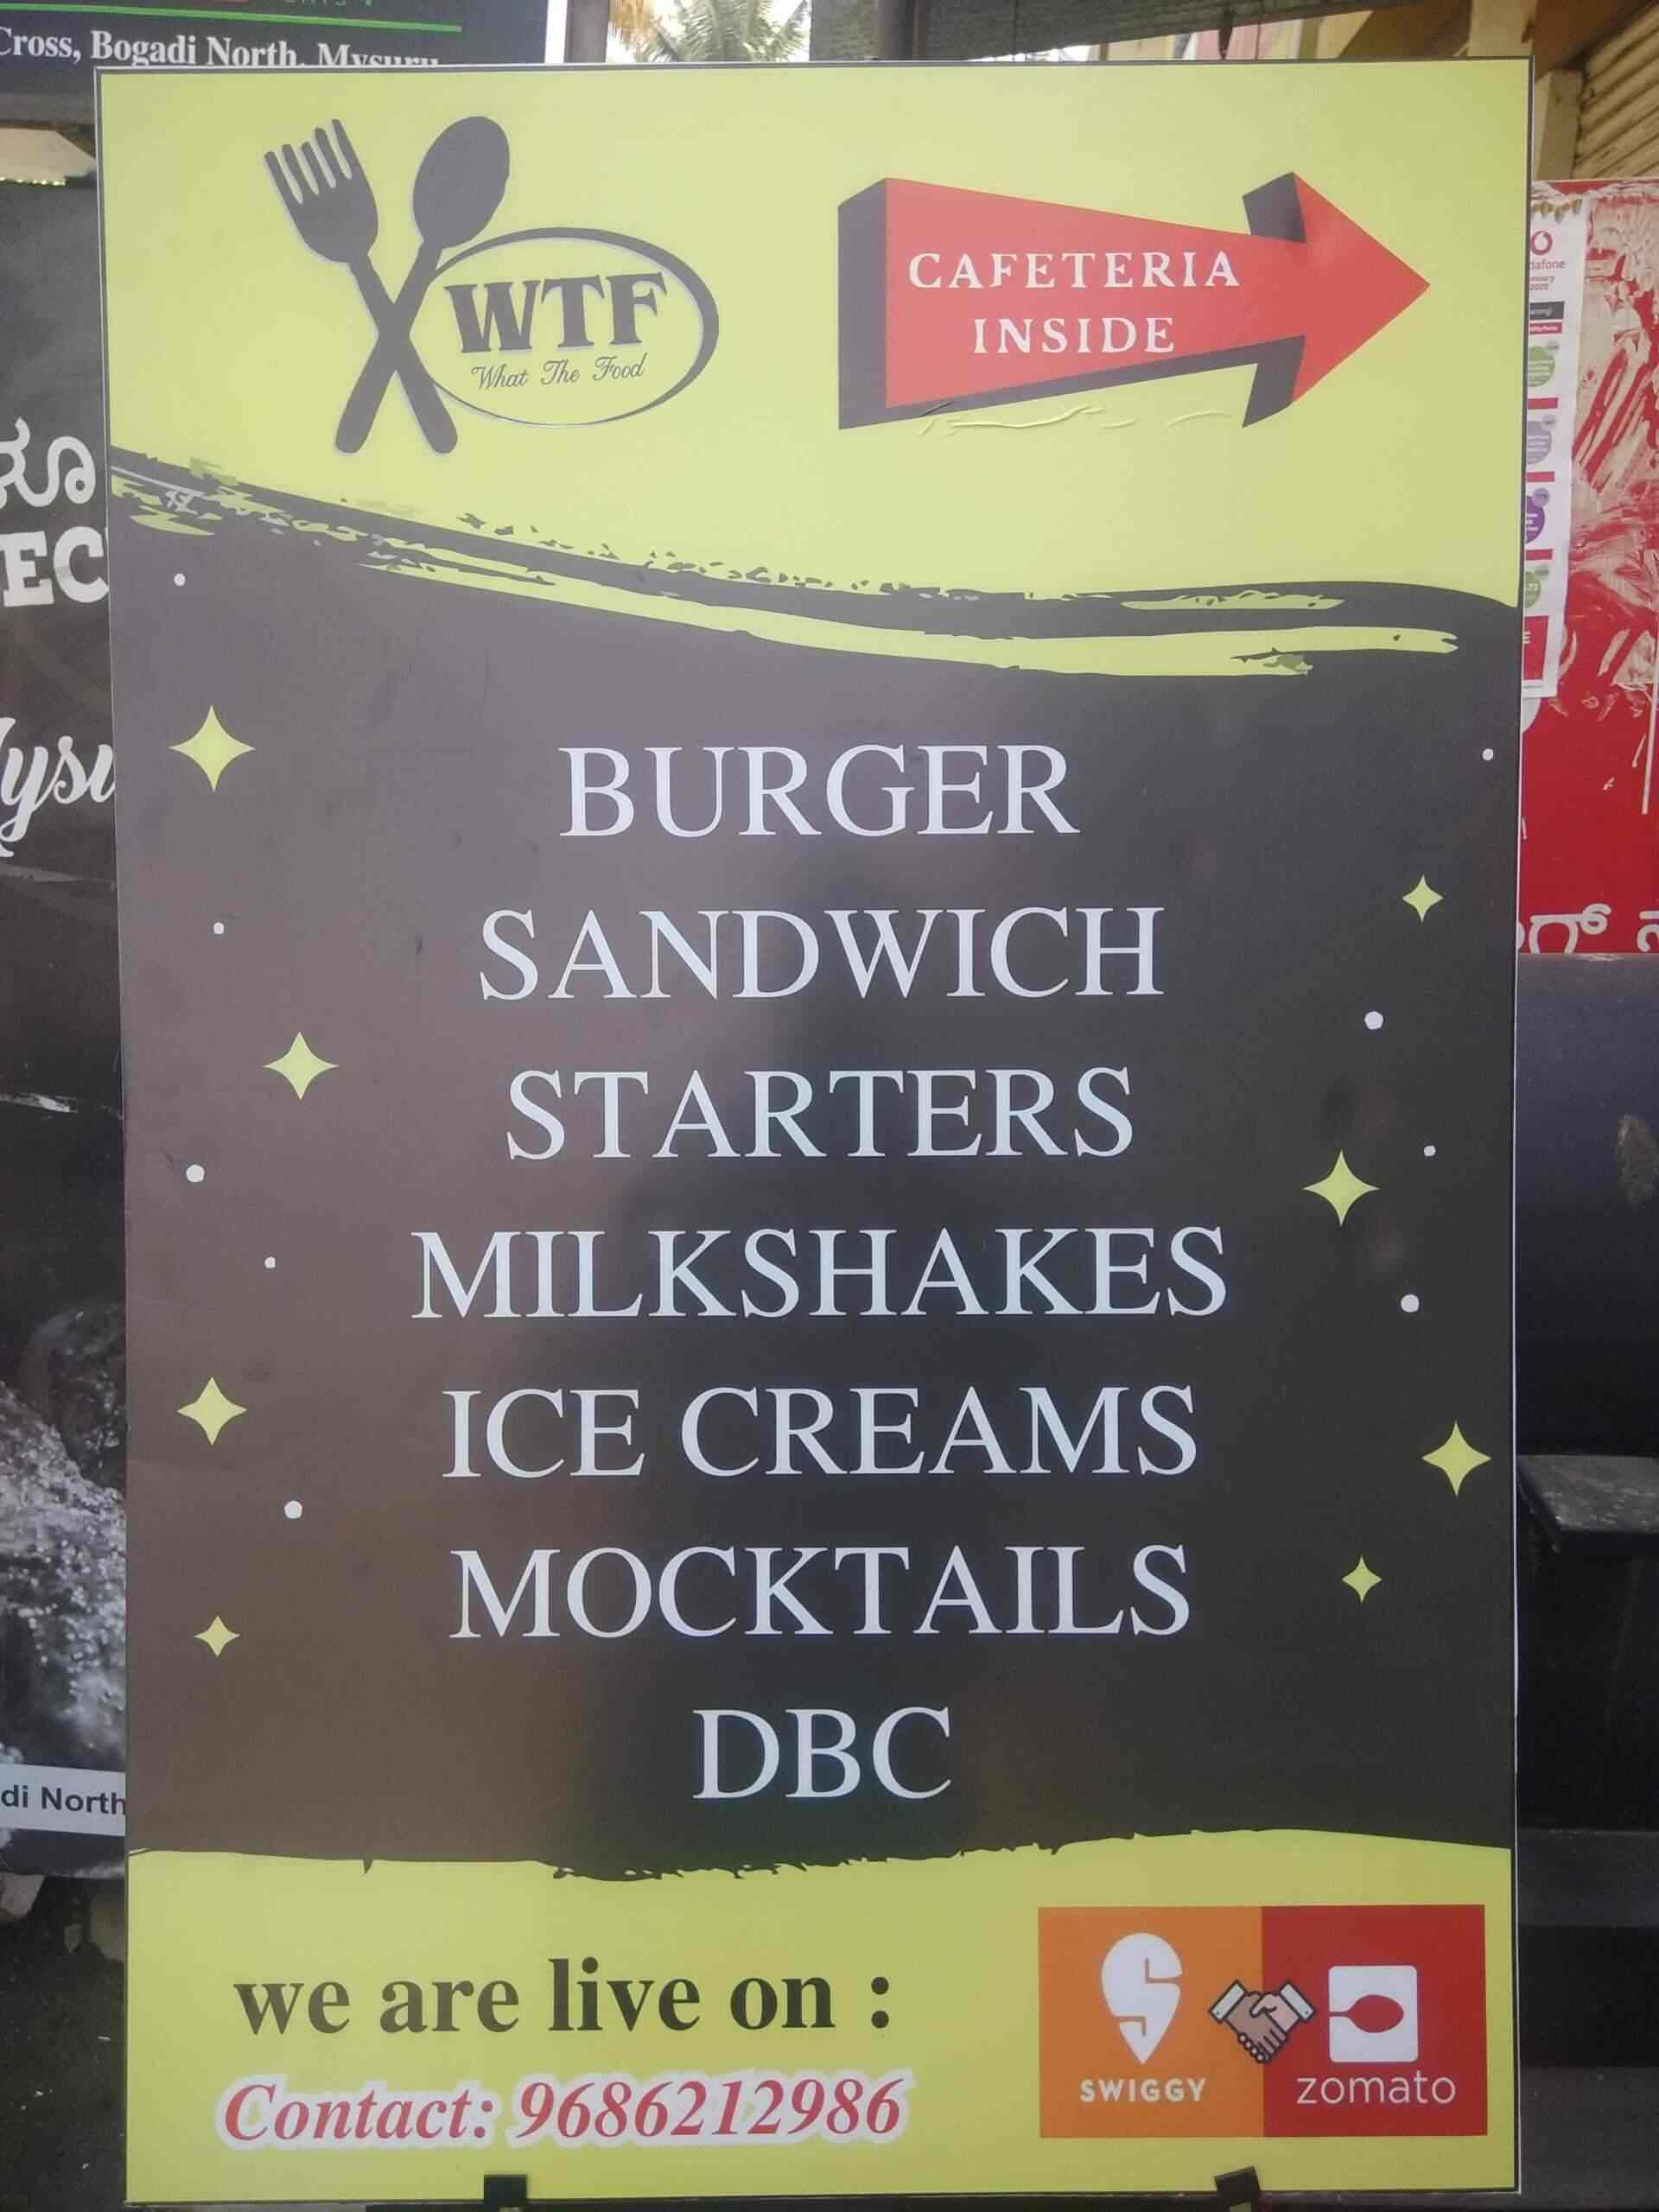 Cross, Bogadi North, Mysuru
WTF
What The Food
CAFETERIA
INSIDE
EC
BURGER
SANDWICH
STARTERS
MILKSHAKES
ICE CREAMS
MOCKTAILS
DBC
di North
we are live on :
Contact: 9686212986
SWIGGY
zomato